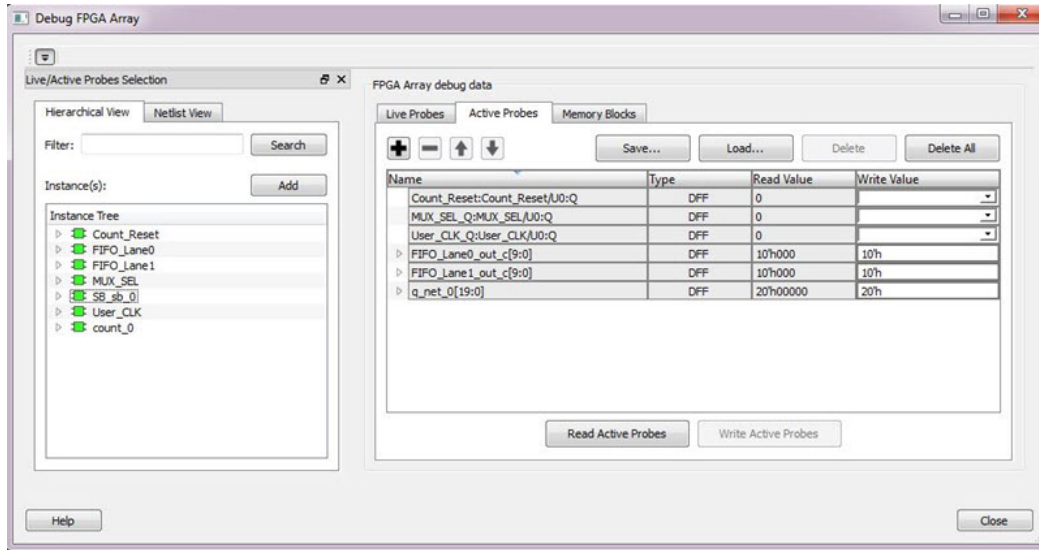 Debug FPGA Array
Live/Active Probes Selection
Hierarchical View Netlist View
Filter: Search
Instance(s): Add
Instance Tree
Count_Reset
FIFO_Lane0
FIFO_Lane1
MUX_SEL
SB_sb_0
User_CLK
count_0
FPGA Array debug data
Live Probes Active Probes Memory Blocks
Save... Load... Delete Delete All
Name Type Read Value Write Value
Count_Reset:Count_Reset/U0:Q DFF 0
MUX_SEL_Q:MUX_SEL/U0:Q DFF 0
User_CLK_Q:User_CLK/U0:Q DFF 0
FIFO_Lane0_out_c[9:0] DFF 10'h000 10'h
FIFO_Lane1_out_c[9:0] DFF 10'h000 10'h
q_net_0[19:0] DFF 20'h00000 20'h
Read Active Probes Write Active Probes
Help Close